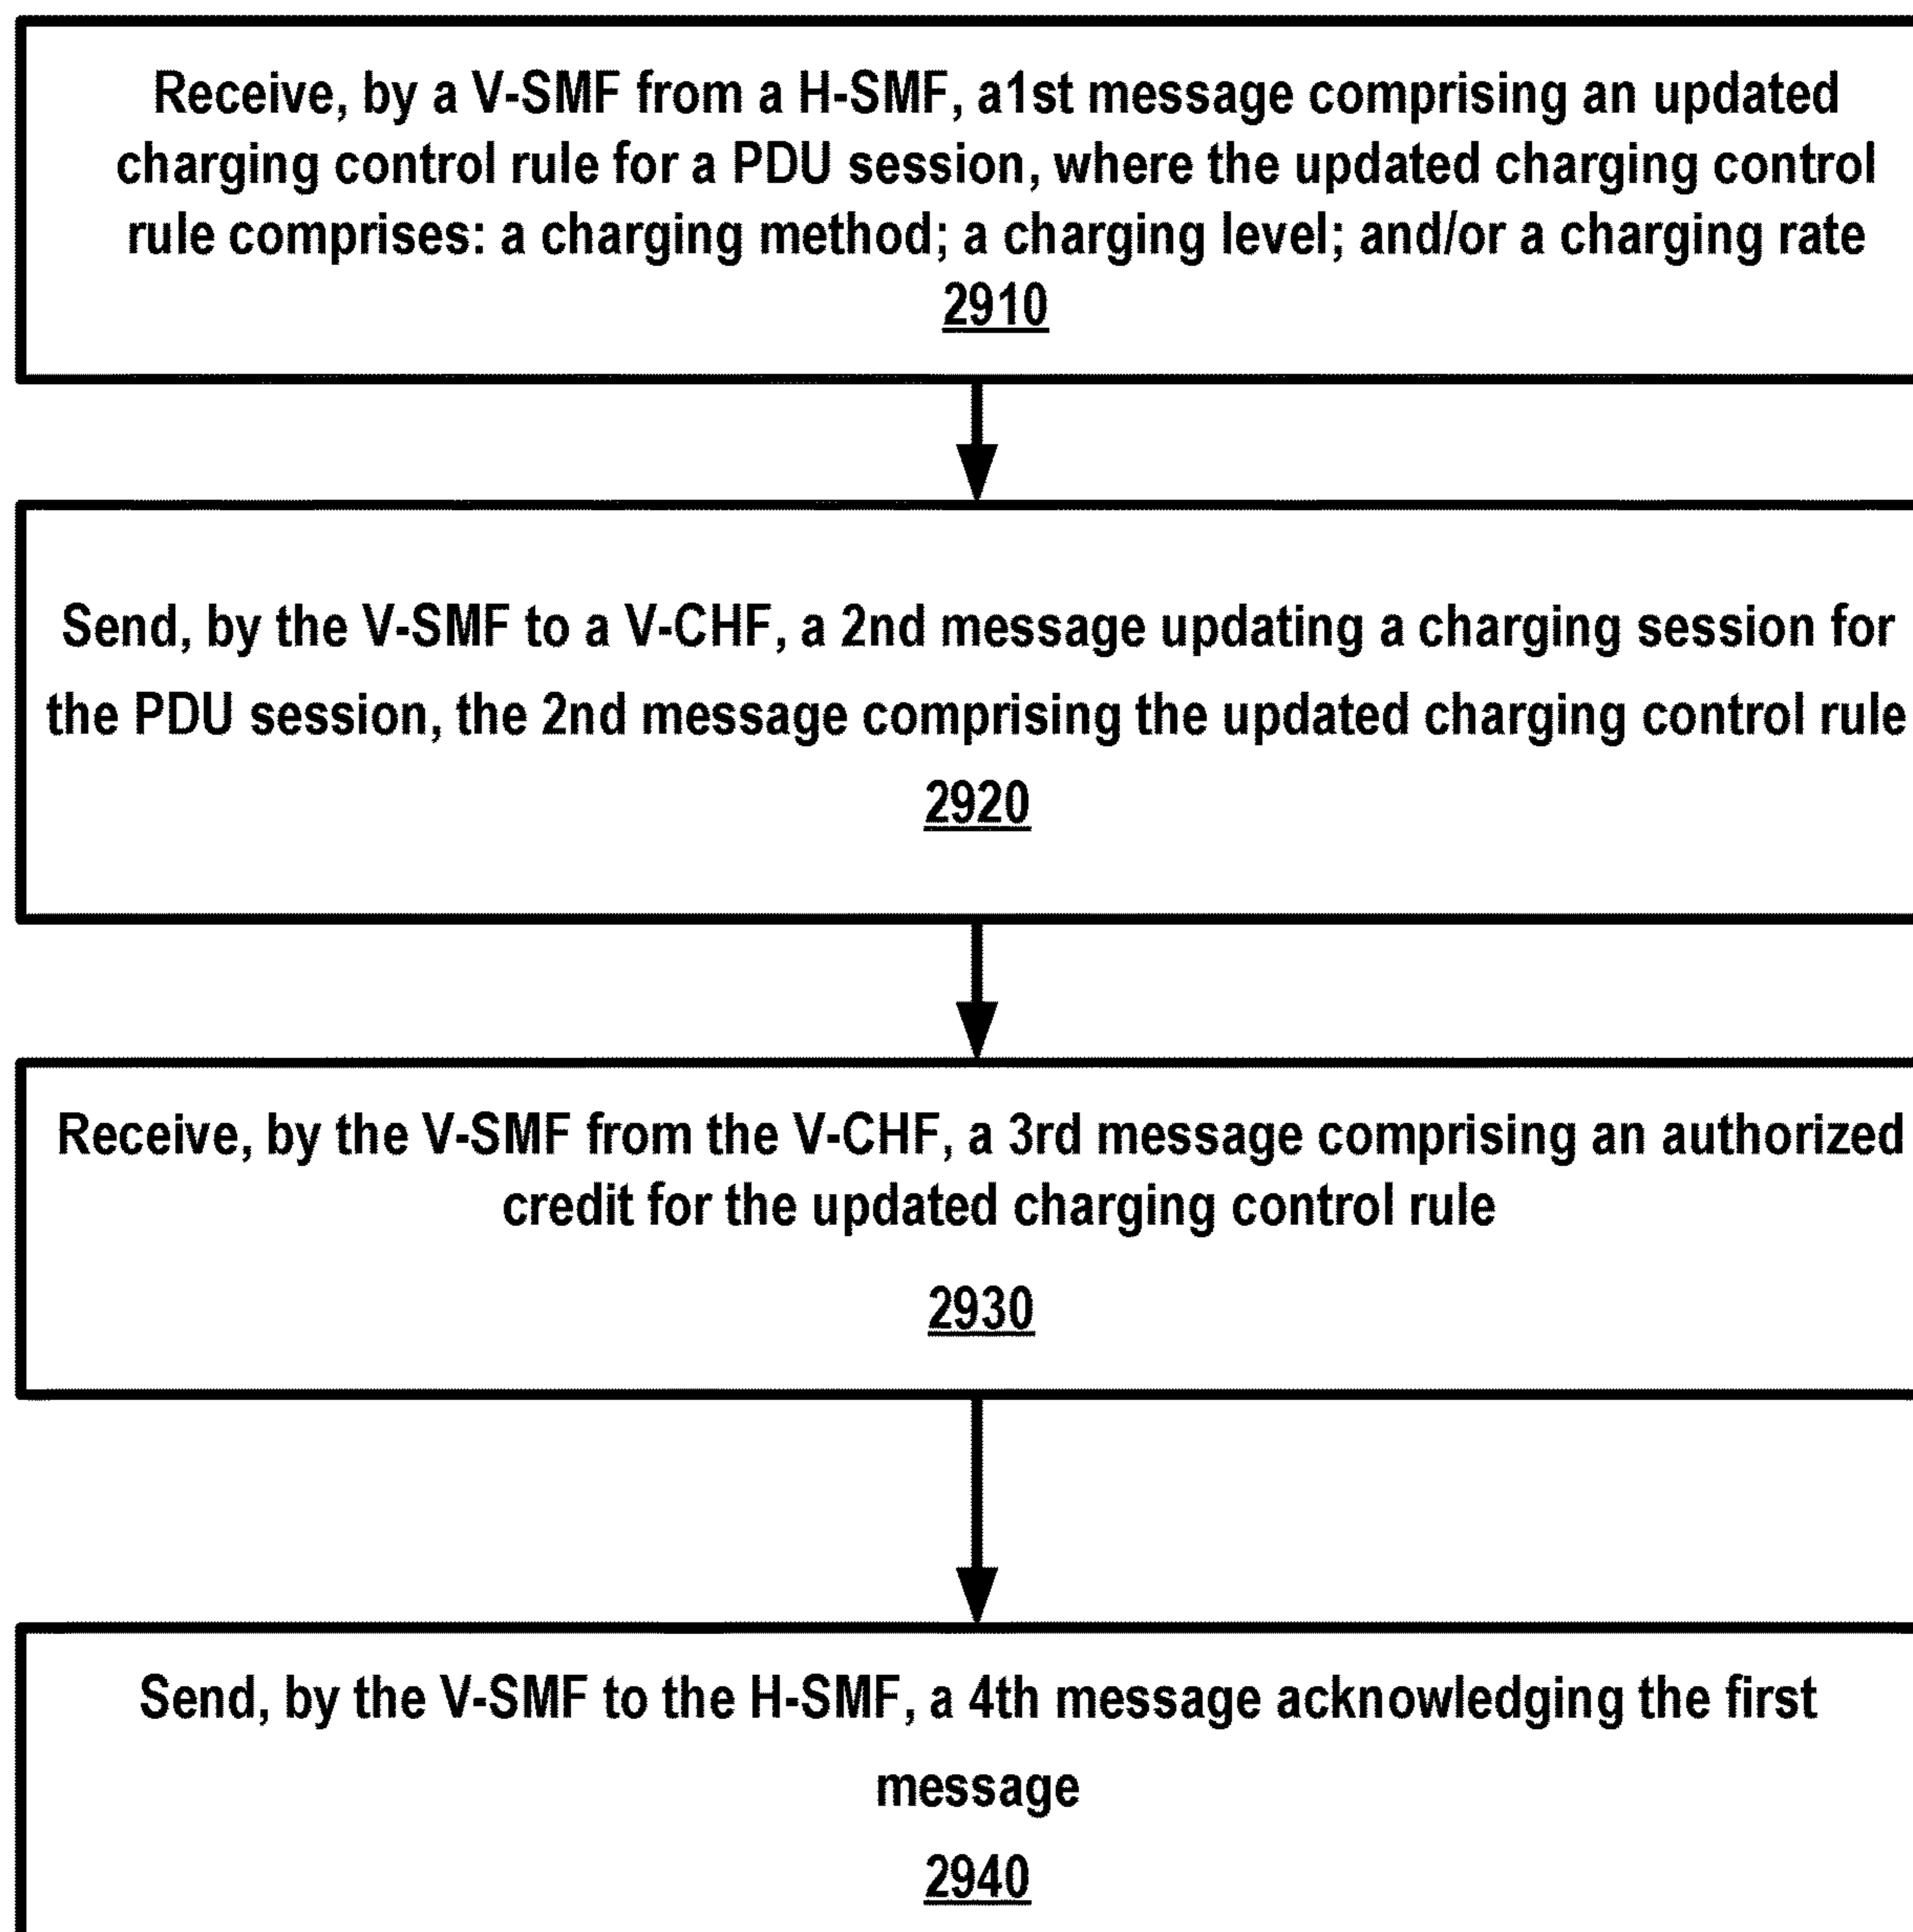 Receive, by a V-SMF from a H-SMF, a1st message comprising an updated
charging control rule for a PDU session, where the updated charging control
rule comprises: a charging method; a charging level; and/or a charging rate
2910
Send, by the V-SMF to a V-CHF, a 2nd message updating a charging session for
the PDU session, the 2nd message comprising the updated charging control rule
2920
Receive, by the V-SMF from the V-CHF, a 3rd message comprising an authorized
credit for the updated charging control rule
2930
Send, by the V-SMF to the H-SMF, a 4th message acknowledging the first
message
2940